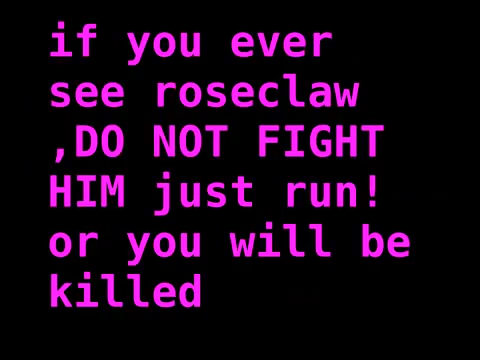 if you ever
see roseclaw
,DO NOT FIGHT
HIM just run!
or you will be
killed